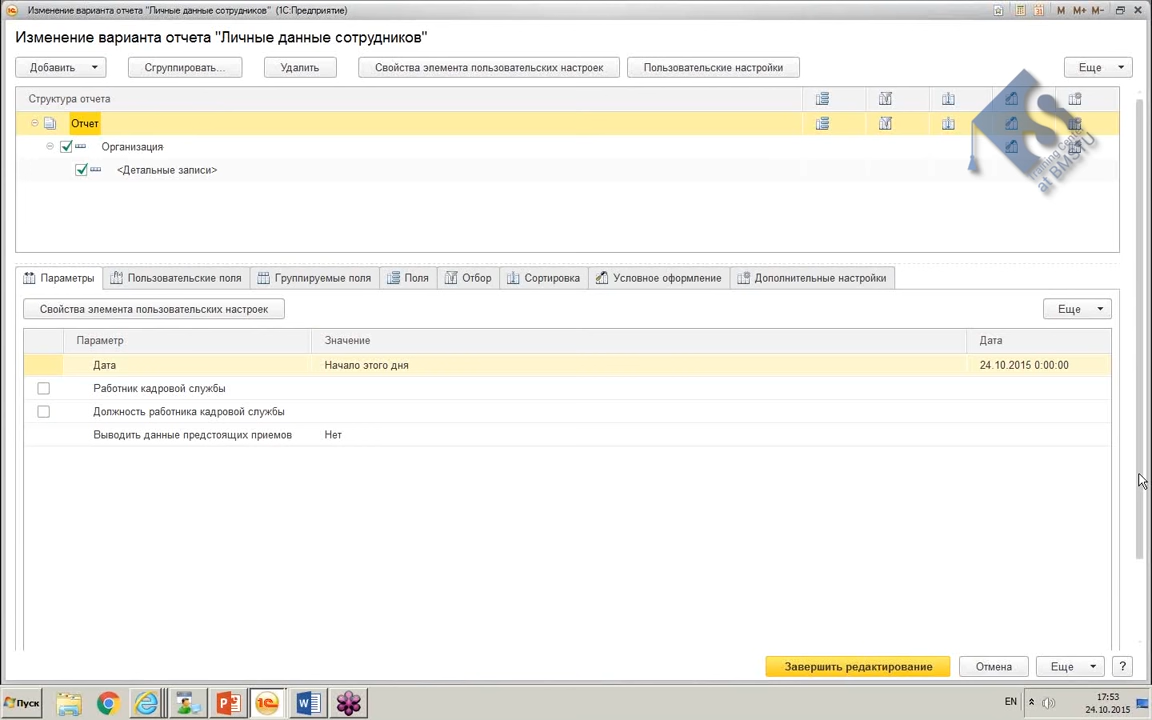 Изменение варианта отчета "Личные данные сотрудников" (1С:Предприятие)
M M+ M-
Изменение варианта отчета "Личные данные сотрудников"
Добавить Сгруппировать... Удалить Свойства элемента пользовательских настроек Пользовательские настройки Еще
Структура отчета
Отчет
Организация
<Детальные записи>
Training Center
at BMSTU
Параметры Пользовательские поля Группируемые поля Поля Отбор Сортировка Условное оформление Дополнительные настройки
Свойства элемента пользовательских настроек Еще
Параметр Значение Дата
Дата Начало этого дня 24.10.2015 0:00:00
Работник кадровой службы
Должность работника кадровой службы
Выводить данные предстоящих приемов Нет
Завершить редактирование Отмена Еще ?
Пуск EN 17:53
24.10.2015